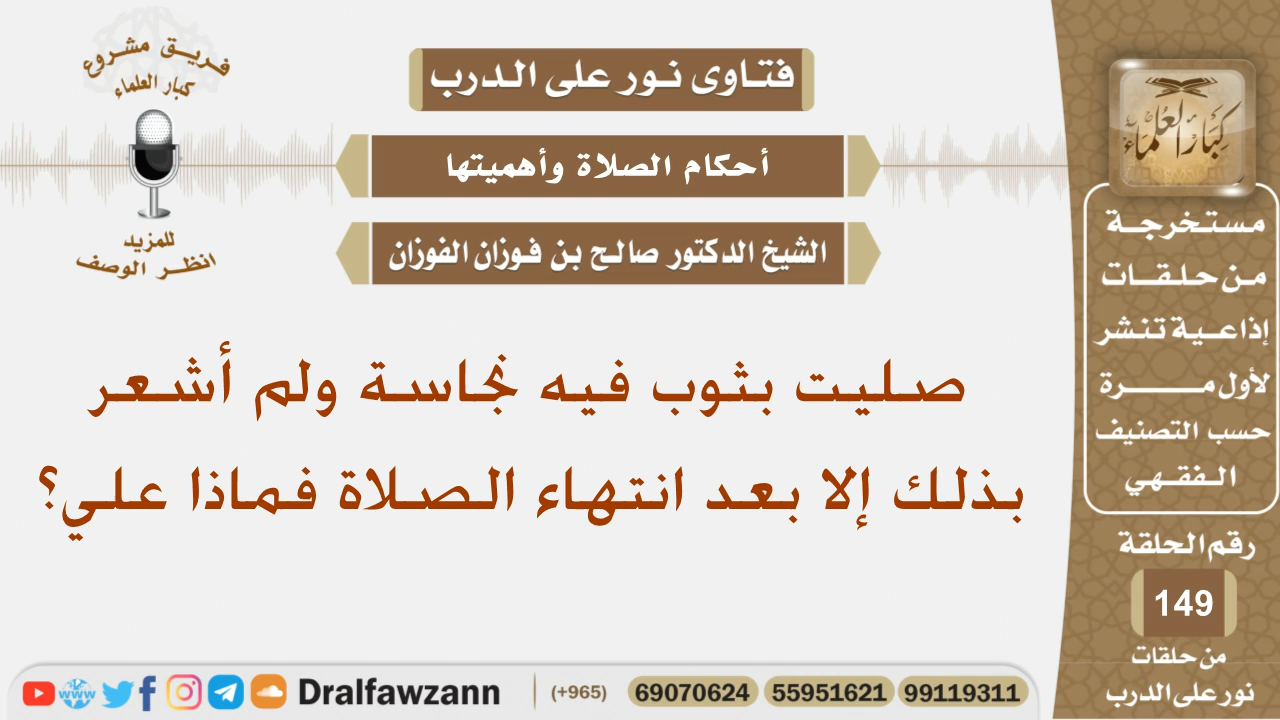 فريق مشروع
كبار العلماء
للمزيد
انظر الوصف
فتاوى نور على الدرب
أحكام الصلاة وأهميتها
الشيخ الدكتور صالح بن فوزان الفوزان
صليت بثوب فيه نجاسة ولم أشعر
بذلك إلا بعد انتهاء الصلاة فماذا علي؟
كبار العلماء
مستخرجة
من حلقات
إذاعية تنشر
لأول مرة
حسب التصنيف
الفقهي
رقم الحلقة
149
من حلقات
نور على الدرب
www Dralfawzann (+965) 69070624 55951621 99119311